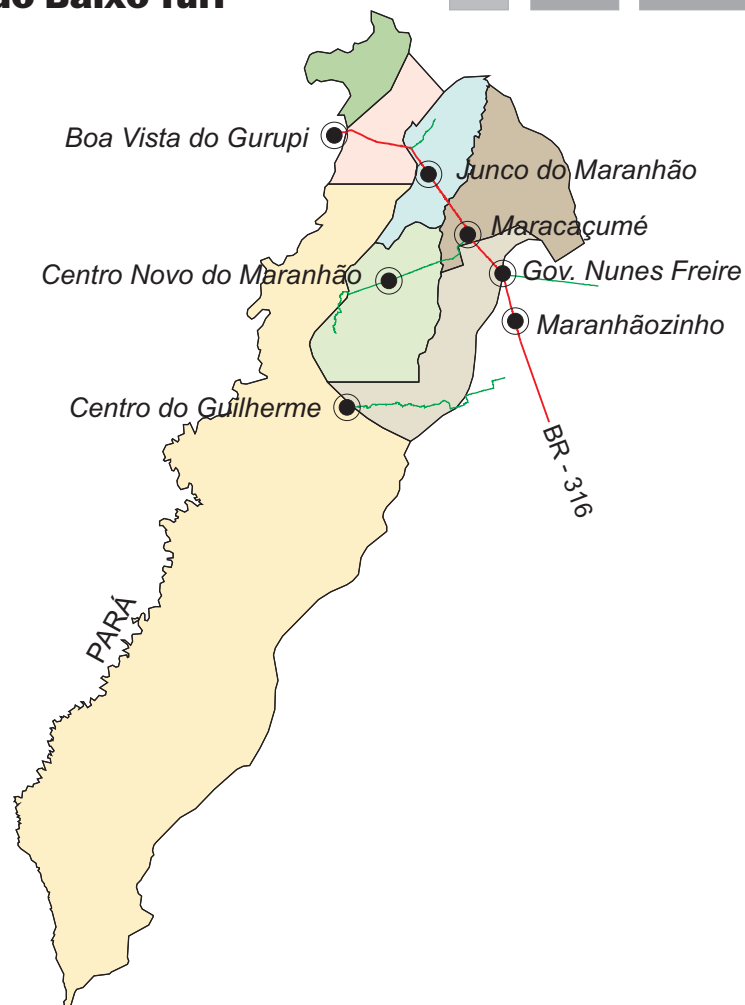 do Baixo Turi
Boa Vista do Gurupi
Junco do Maranhão
Maracaçumé
Centro Novo do Maranhão
Gov. Nunes Freire
Maranhãozinho
Centro do Guilherme
BR - 316
PARÁ